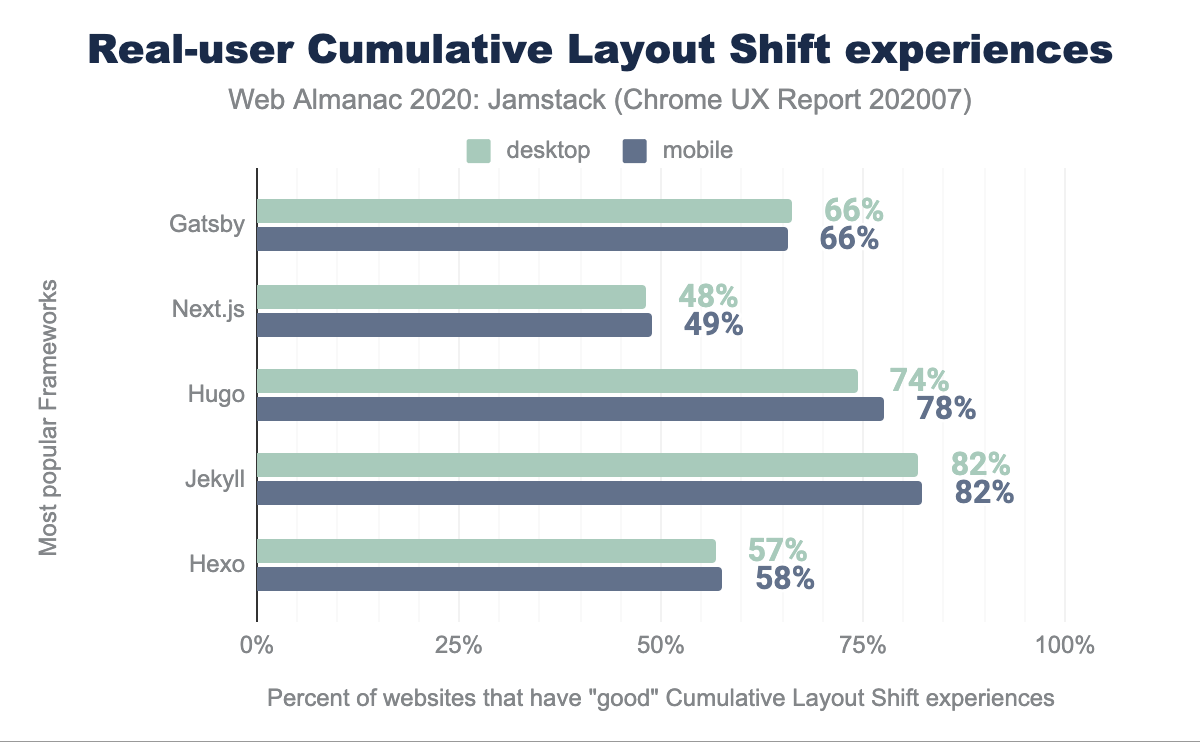 Real-user Cumulative Layout Shift experiences
Web Almanac 2020: Jamstack (Chrome UX Report 202007)
desktop mobile
Most popular Frameworks
Gatsby 66%
66%
Next.js 48%
49%
Hugo 74%
78%
Jekyll 82%
82%
Hexo 57%
58%
0% 25% 50% 75% 100%
Percent of websites that have "good" Cumulative Layout Shift experiences